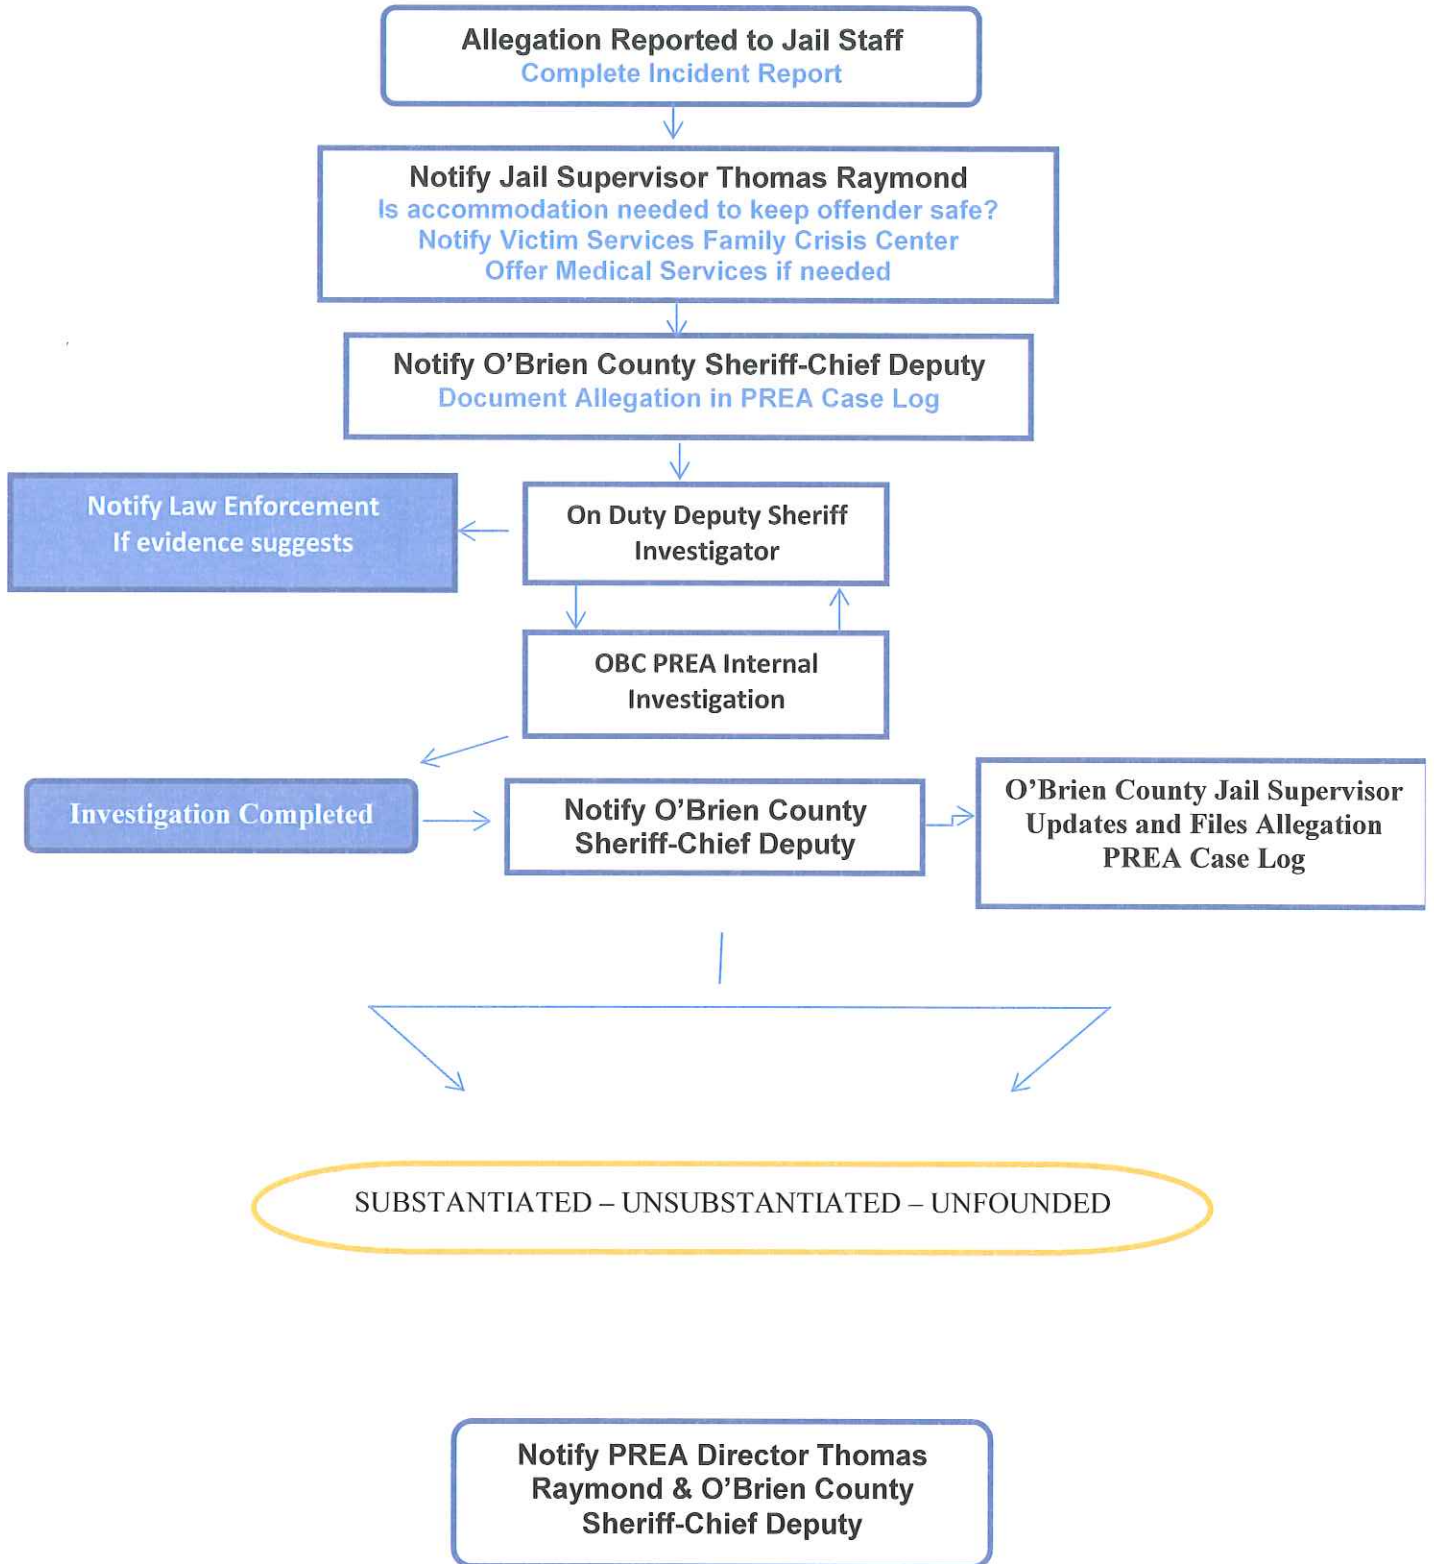 Allegation Reported to Jail Staff
Complete Incident Report
Notify Jail Supervisor Thomas Raymond
Is accommodation needed to keep offender safe?
Notify Victim Services Family Crisis Center
Offer Medical Services if needed
Notify O'Brien County Sheriff-Chief Deputy
Document Allegation in PREA Case Log
Notify Law Enforcement
If evidence suggests
On Duty Deputy Sheriff
Investigator
OBC PREA Internal
Investigation
Investigation Completed
Notify O'Brien County
Sheriff-Chief Deputy
O'Brien County Jail Supervisor
Updates and Files Allegation
PREA Case Log
SUBSTANTIATED – UNSUBSTANTIATED – UNFOUNDED
Notify PREA Director Thomas
Raymond & O'Brien County
Sheriff-Chief Deputy